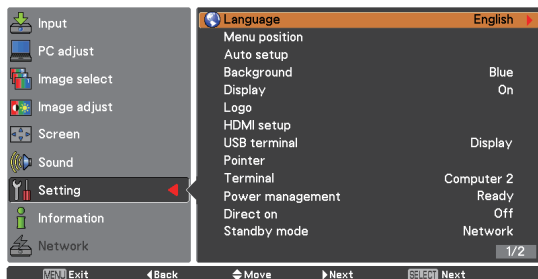 Input
PC adjust
Image select
Image adjust
Screen
Sound
Setting
Information
Network
Language English
Menu position
Auto setup
Background Blue
Display On
Logo
HDMI setup
USB terminal Display
Pointer
Terminal Computer 2
Power management Ready
Direct on Off
Standby mode Network
1/2
MENU Exit Back Move Next SELECT Next